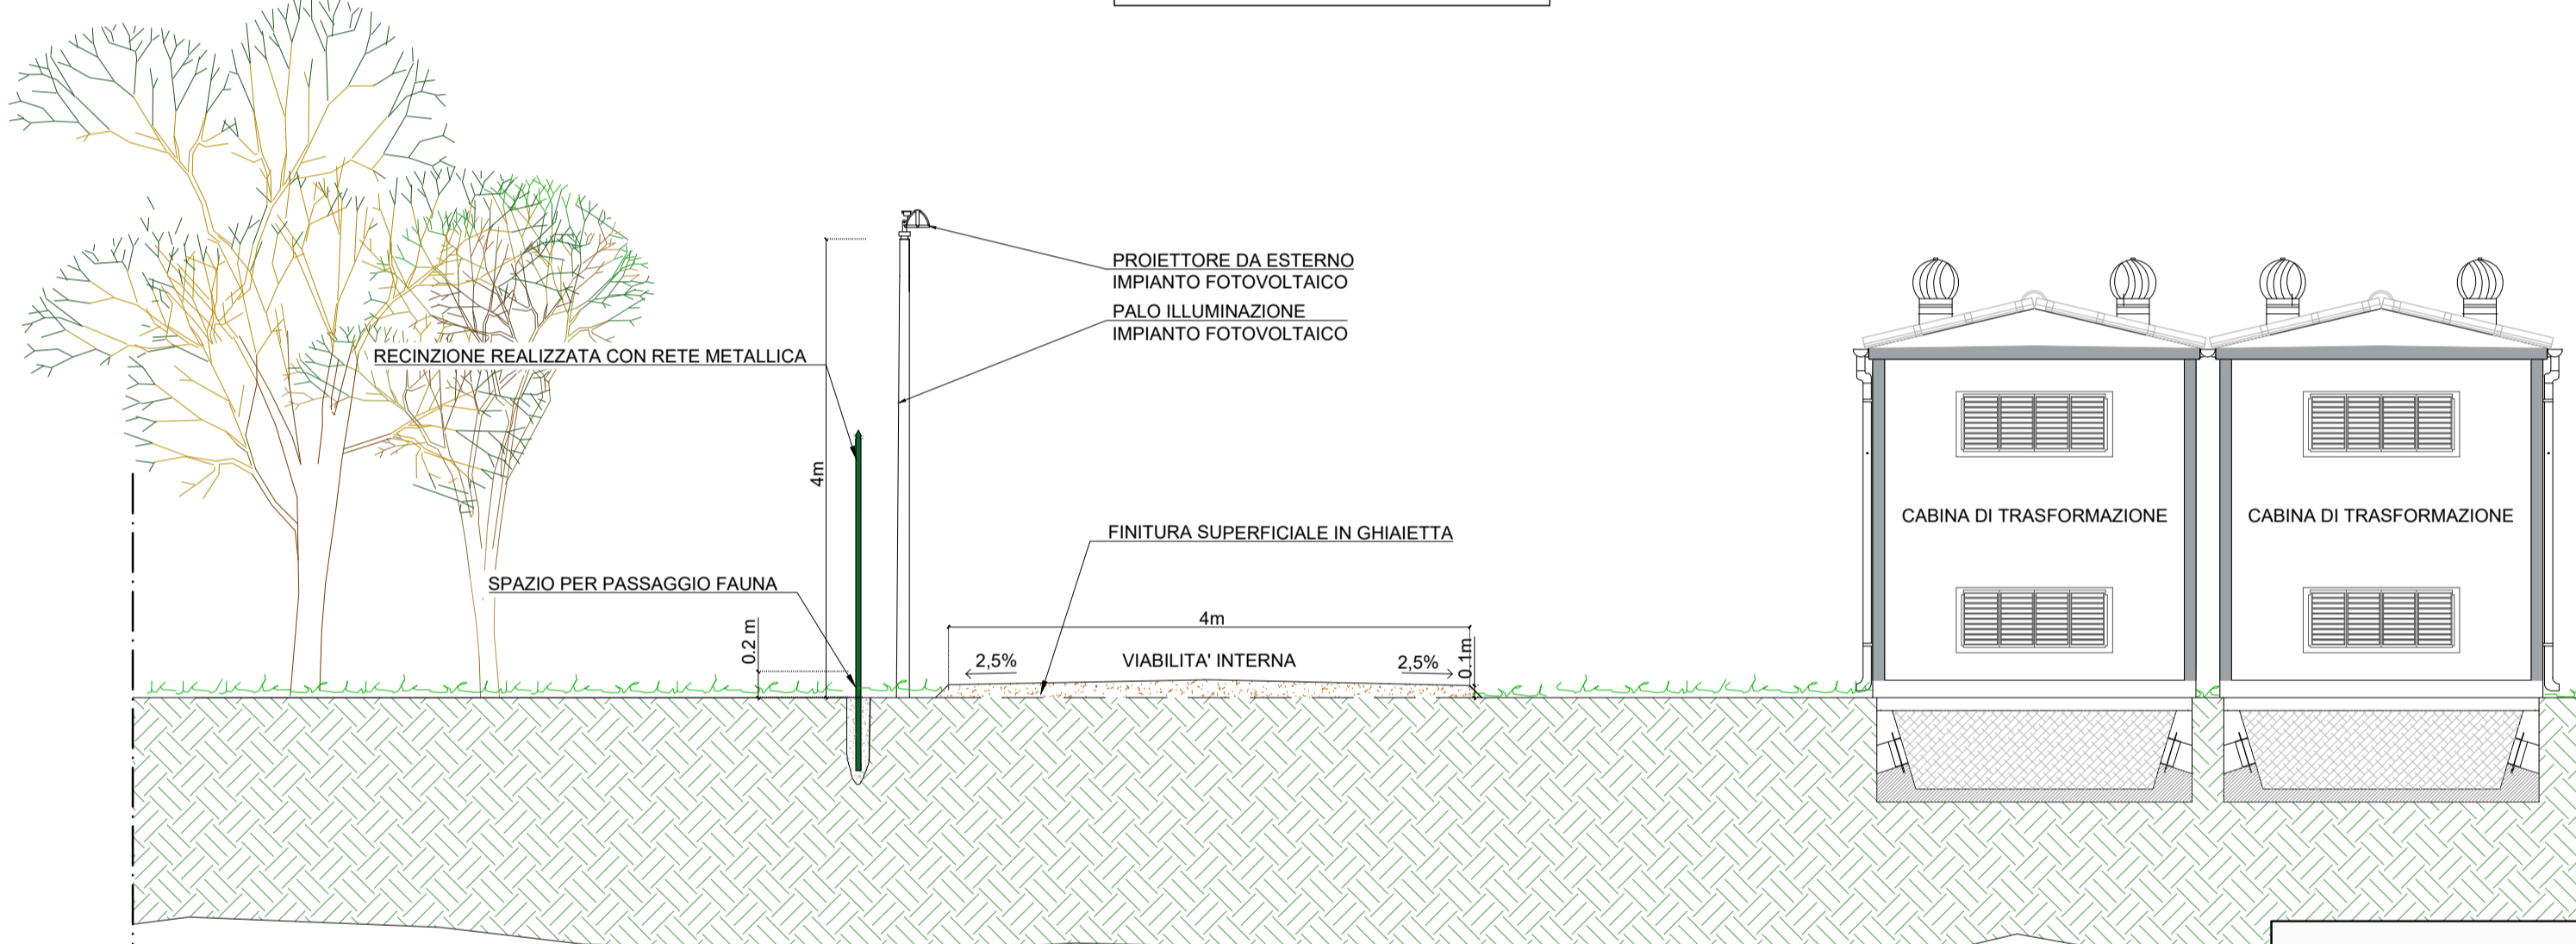 PROIETTORE DA ESTERNO
IMPIANTO FOTOVOLTAICO
PALO ILLUMINAZIONE
IMPIANTO FOTOVOLTAICO
RECINZIONE REALIZZATA CON RETE METALLICA
4m
CABINA DI TRASFORMAZIONE
CABINA DI TRASFORMAZIONE
FINITURA SUPERFICIALE IN GHIAIETTA
SPAZIO PER PASSAGGIO FAUNA
4m
0.2 m
2,5%
VIABILITA' INTERNA
2,5%
0.1m